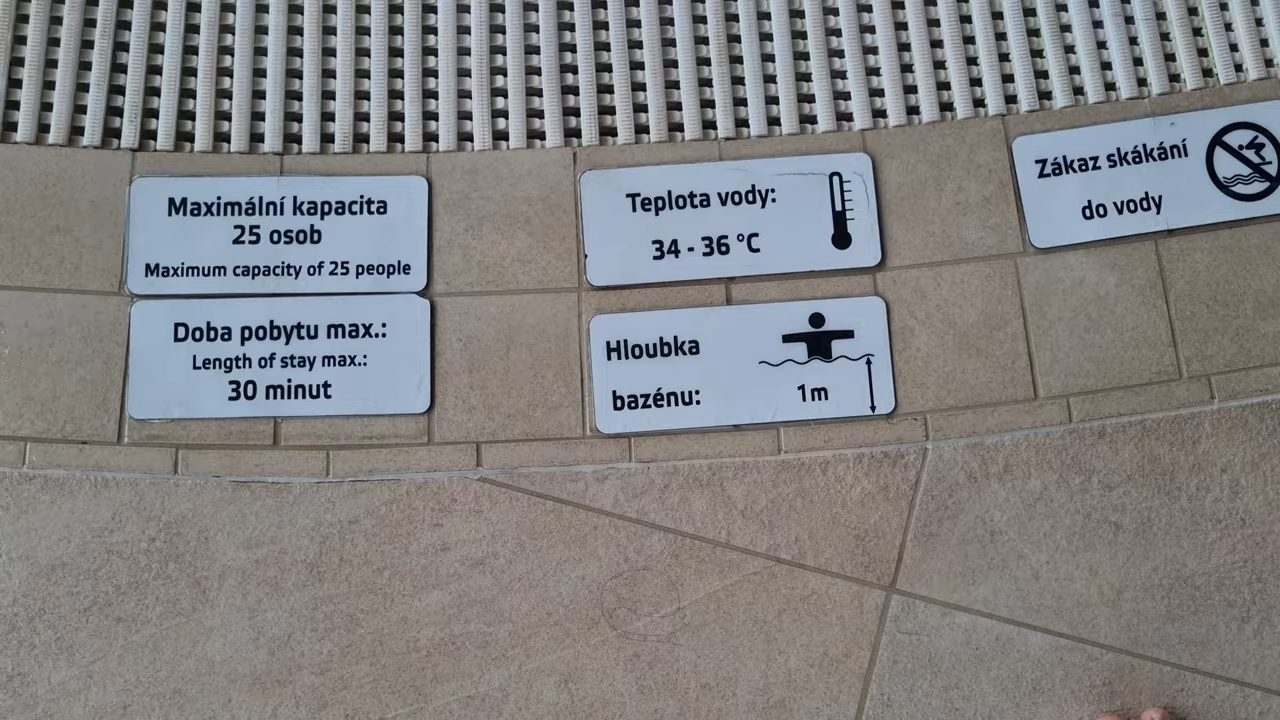 Maximální kapacita
25 osob
Maximum capacity of 25 people
Doba pobytu max.:
Length of stay max.:
30 minut
Teplota vody:
34 - 36 °C
Hloubka
bazénu:
1m
Zákaz skákání
do vody